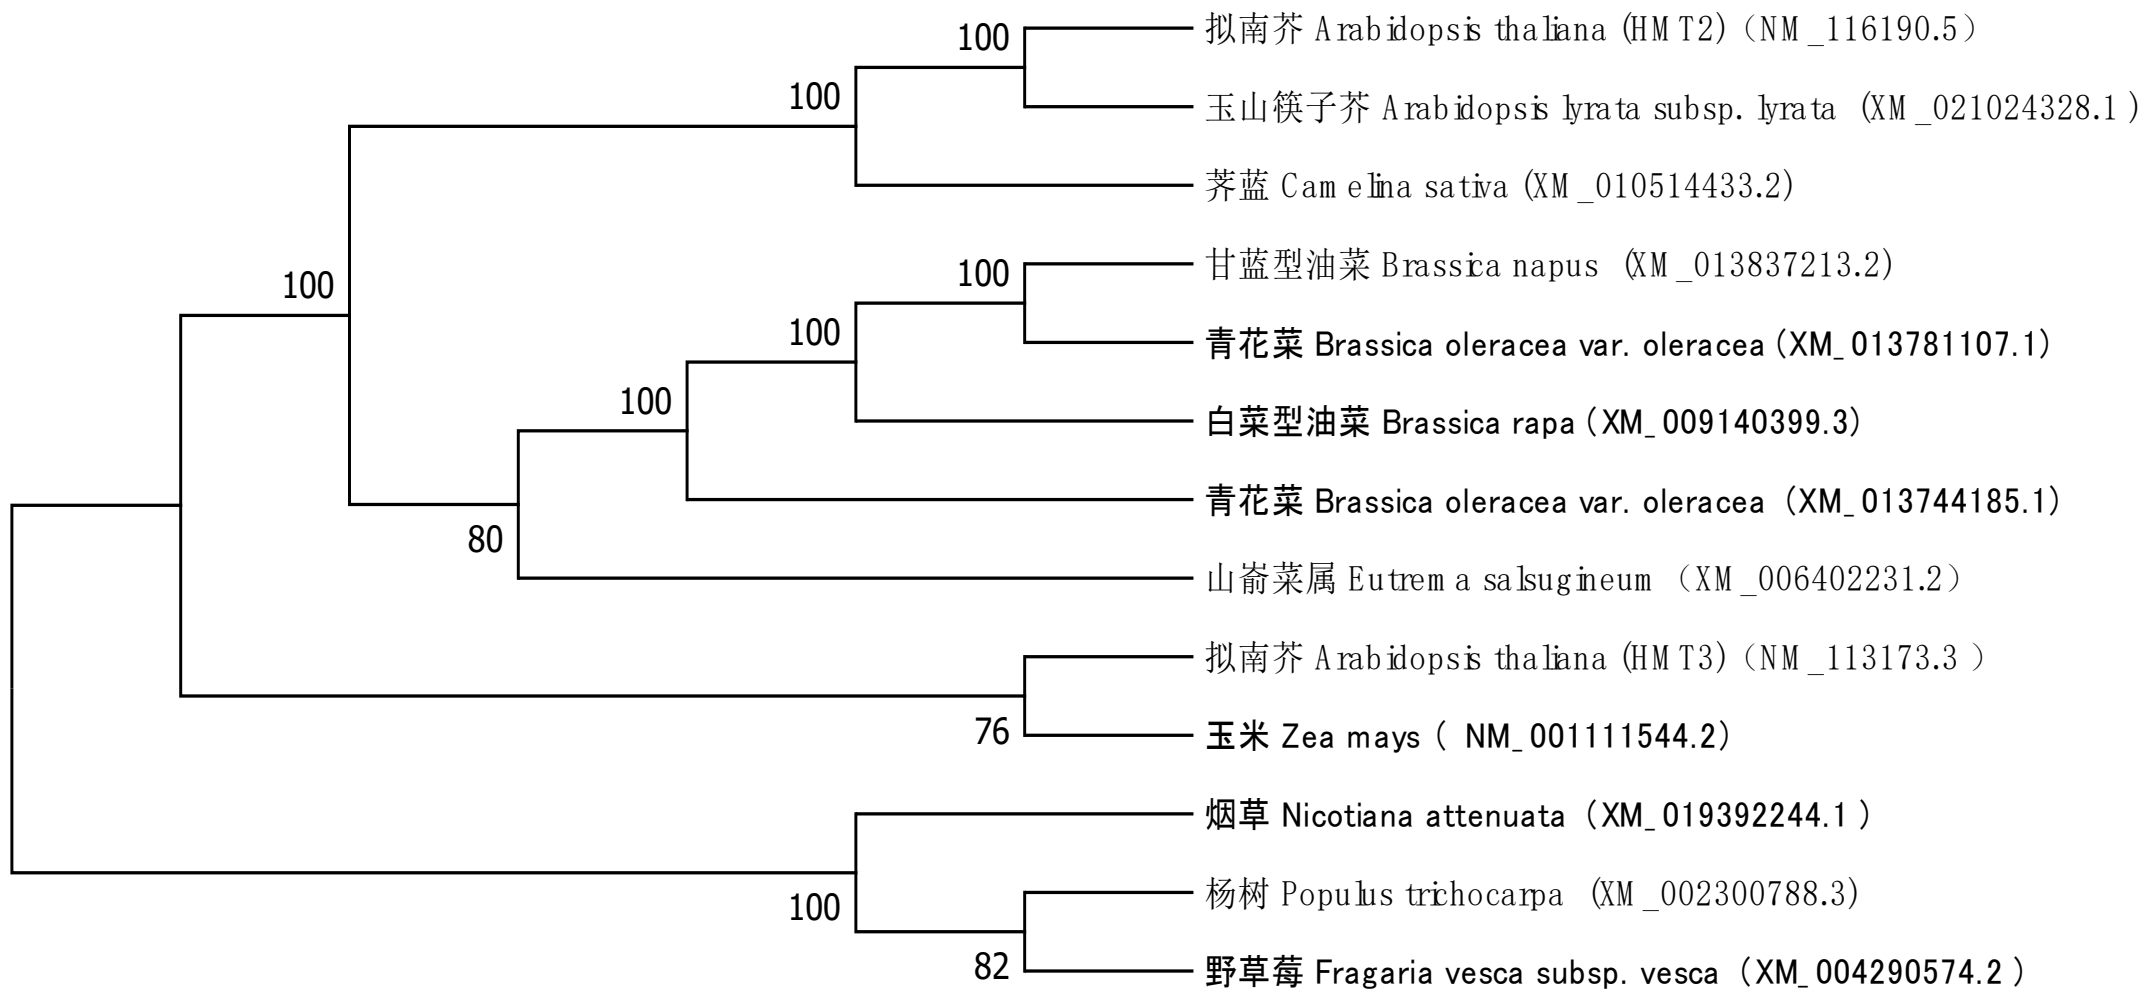 100
拟南芥 Arabidopsis thaliana (HMT2)（NM_116190.5）
100
玉山筷子芥 Arabidopsis lyrata subsp. lyrata (XM_021024328.1 )
荠蓝 Camelina sativa (XM_010514433.2)
100
100
甘蓝型油菜 Brassica napus (XM_013837213.2)
100
青花菜 Brassica oleracea var. oleracea (XM_013781107.1)
100
白菜型油菜 Brassica rapa (XM_009140399.3)
青花菜 Brassica oleracea var. oleracea (XM_013744185.1)
80
山嵛菜属 Eutrema salsugineum （XM_006402231.2）
拟南芥 Arabidopsis thaliana (HMT3)（NM_113173.3 ）
76
玉米 Zea mays ( NM_001111544.2)
烟草 Nicotiana attenuata (XM_019392244.1 )
100
杨树 Populus trichocarpa (XM_002300788.3)
82
野草莓 Fragaria vesca subsp. vesca (XM_004290574.2 )